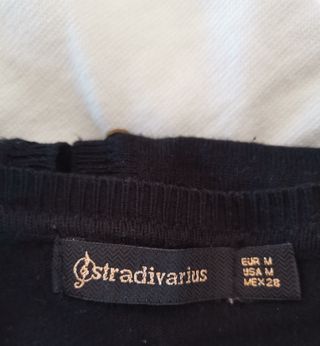 stradivarius
EUR M
USA M
MEX 28